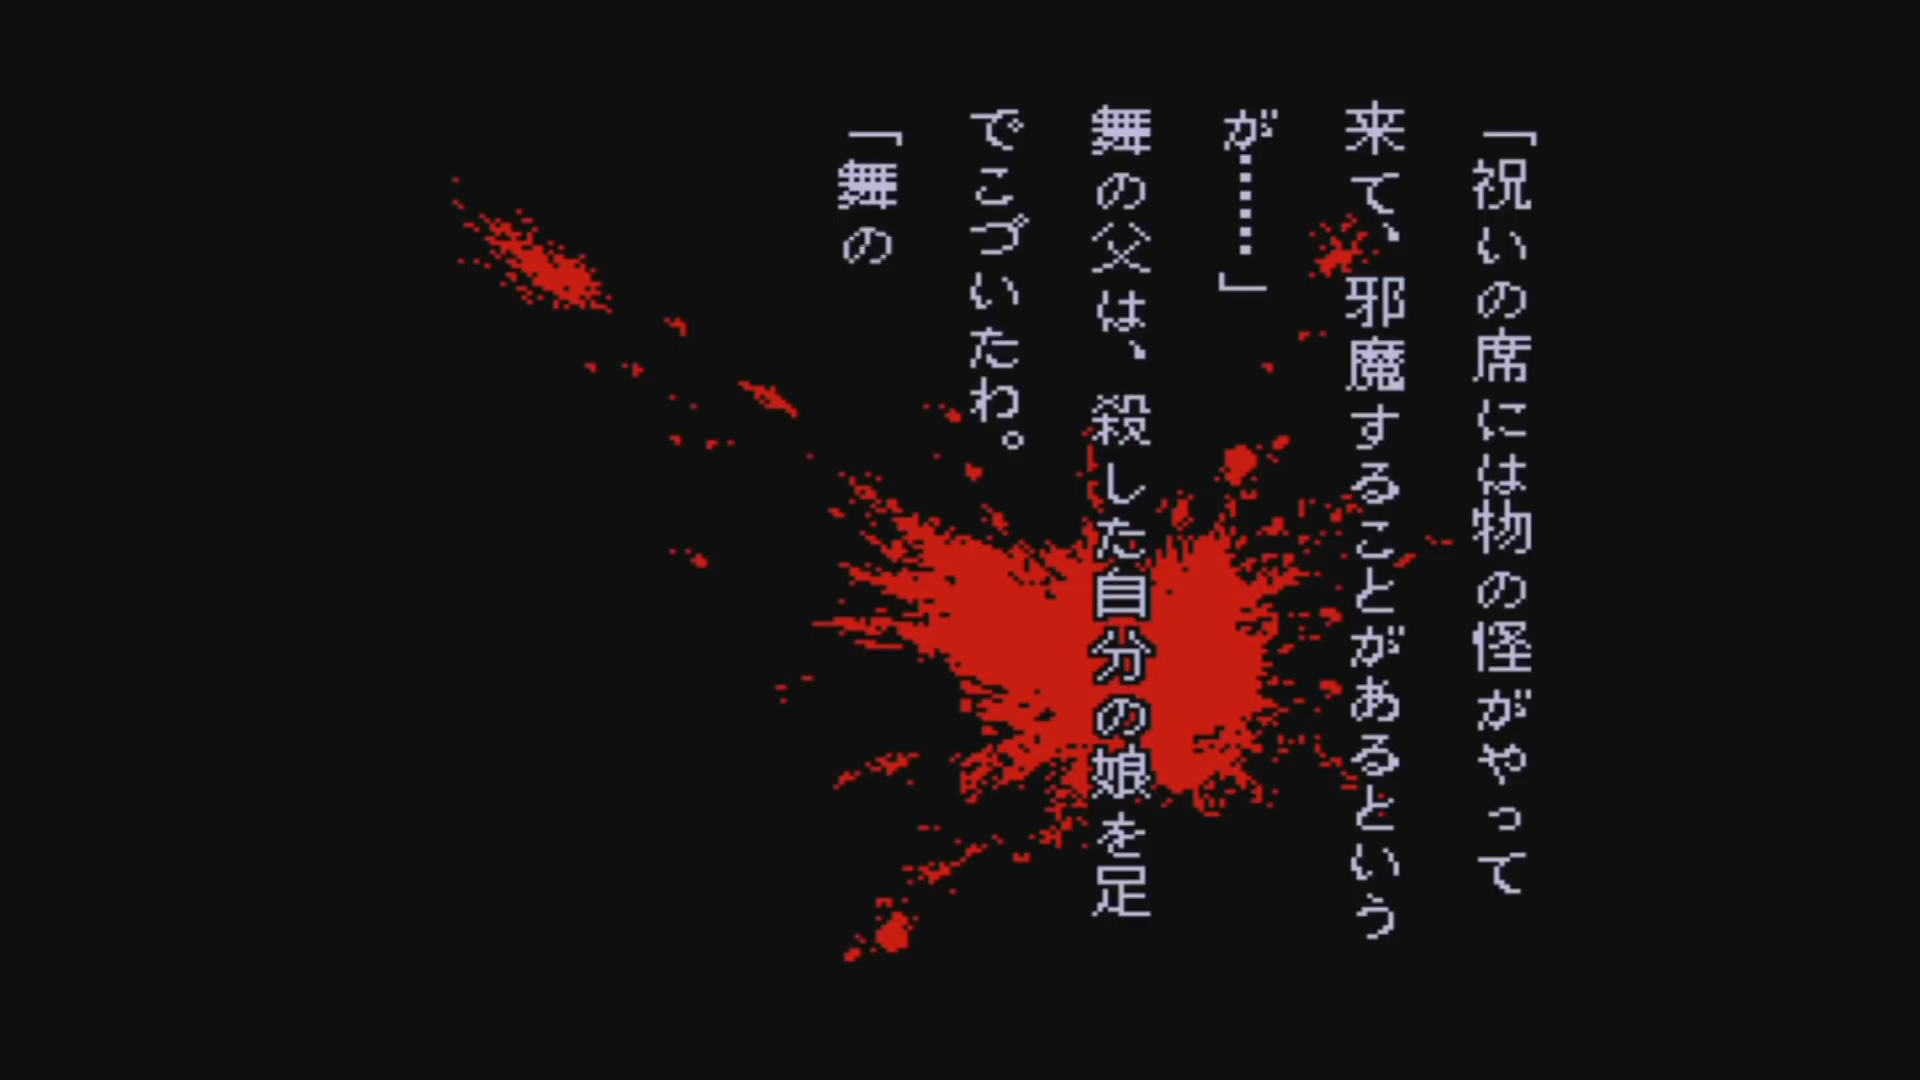 「祝いの席には物の怪がやって
来て、邪魔することがあるという
が……」
舞の父は、殺した自分の娘を足
でこづいたわ。
「舞の